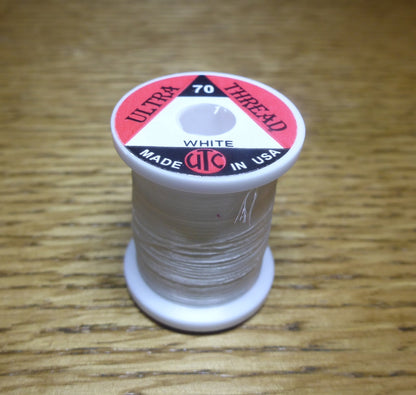 ULTRA THREAD
70
WHITE
MADE UTC IN USA